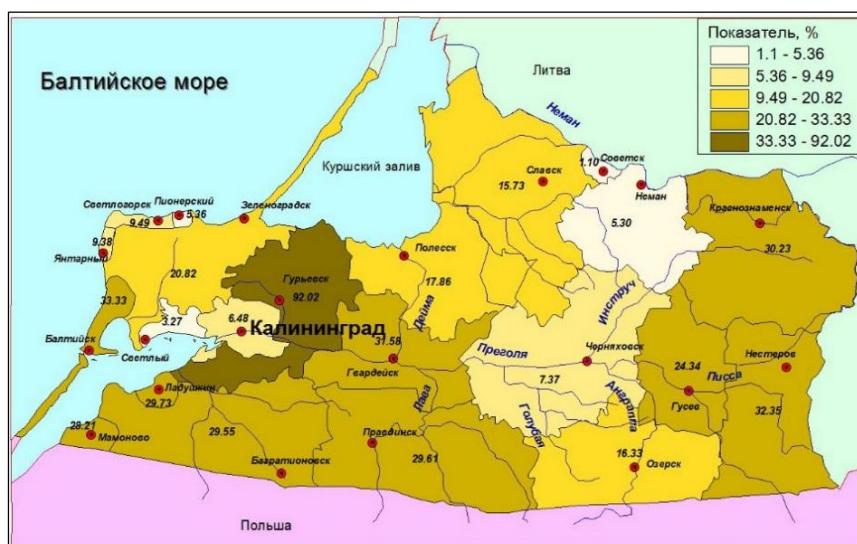 Показатель, %
1.1 - 5.36
5.36 - 9.49
9.49 - 20.82
20.82 - 33.33
33.33 - 92.02
Балтийское море
Литва
Неман
Куршский залив
1.10
Советск
Славск
15.73
Неман
Светлогорск
Пионерский
5.36
9.49
Зеленоградск
Краснознаменск
5.30
30.23
9.38
Янтарный
Полесск
20.82
17.86
Гурьевск
92.02
33.33
Дейма
Инструч
3.27
6.48
Калининград
31.58
Балтийск
Светлый
Гвардейск
Преголя
Черняховск
24.34
Нестеров
Писса
7.37
Ладушкин
29.73
Лава
Голубая
Анграпа
Гусев
32.35
28.21
Мамоново
29.55
Правдинск
29.61
16.33
Озерск
Багратионовск
Польша